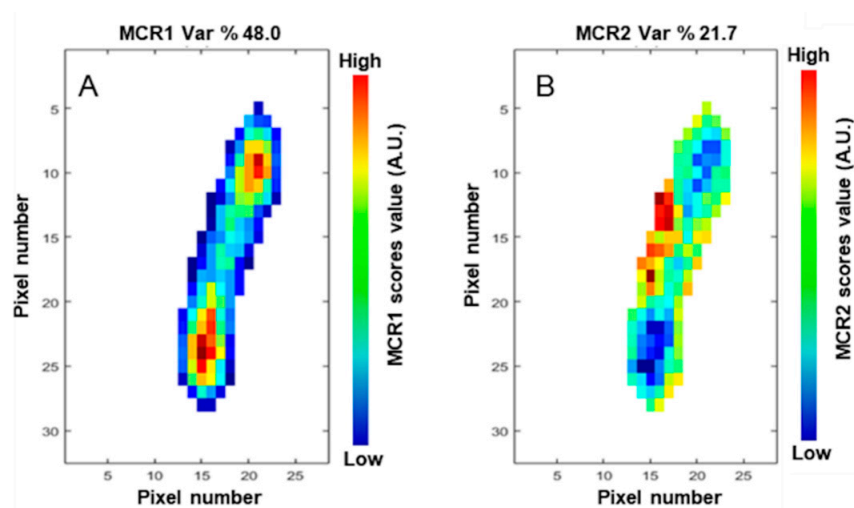 MCR1 Var % 48.0
A
High
MCR1 scores value (A.U.)
Low
Pixel number
5
10
15
20
25
30
5
10
15
20
25
Pixel number
MCR2 Var % 21.7
B
High
MCR2 scores value (A.U.)
Low
Pixel number
5
10
15
20
25
30
5
10
15
20
25
Pixel number